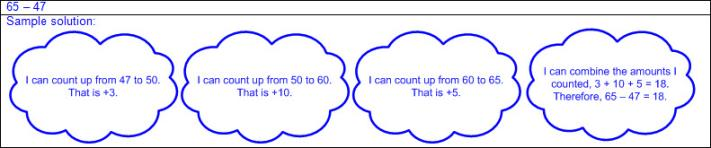 65 – 47
Sample solution:
I can count up from 47 to 50.
That is +3.
I can count up from 50 to 60.
That is +10.
I can count up from 60 to 65.
That is +5.
I can combine the amounts I
counted, 3 + 10 + 5 = 18.
Therefore, 65 – 47 = 18.